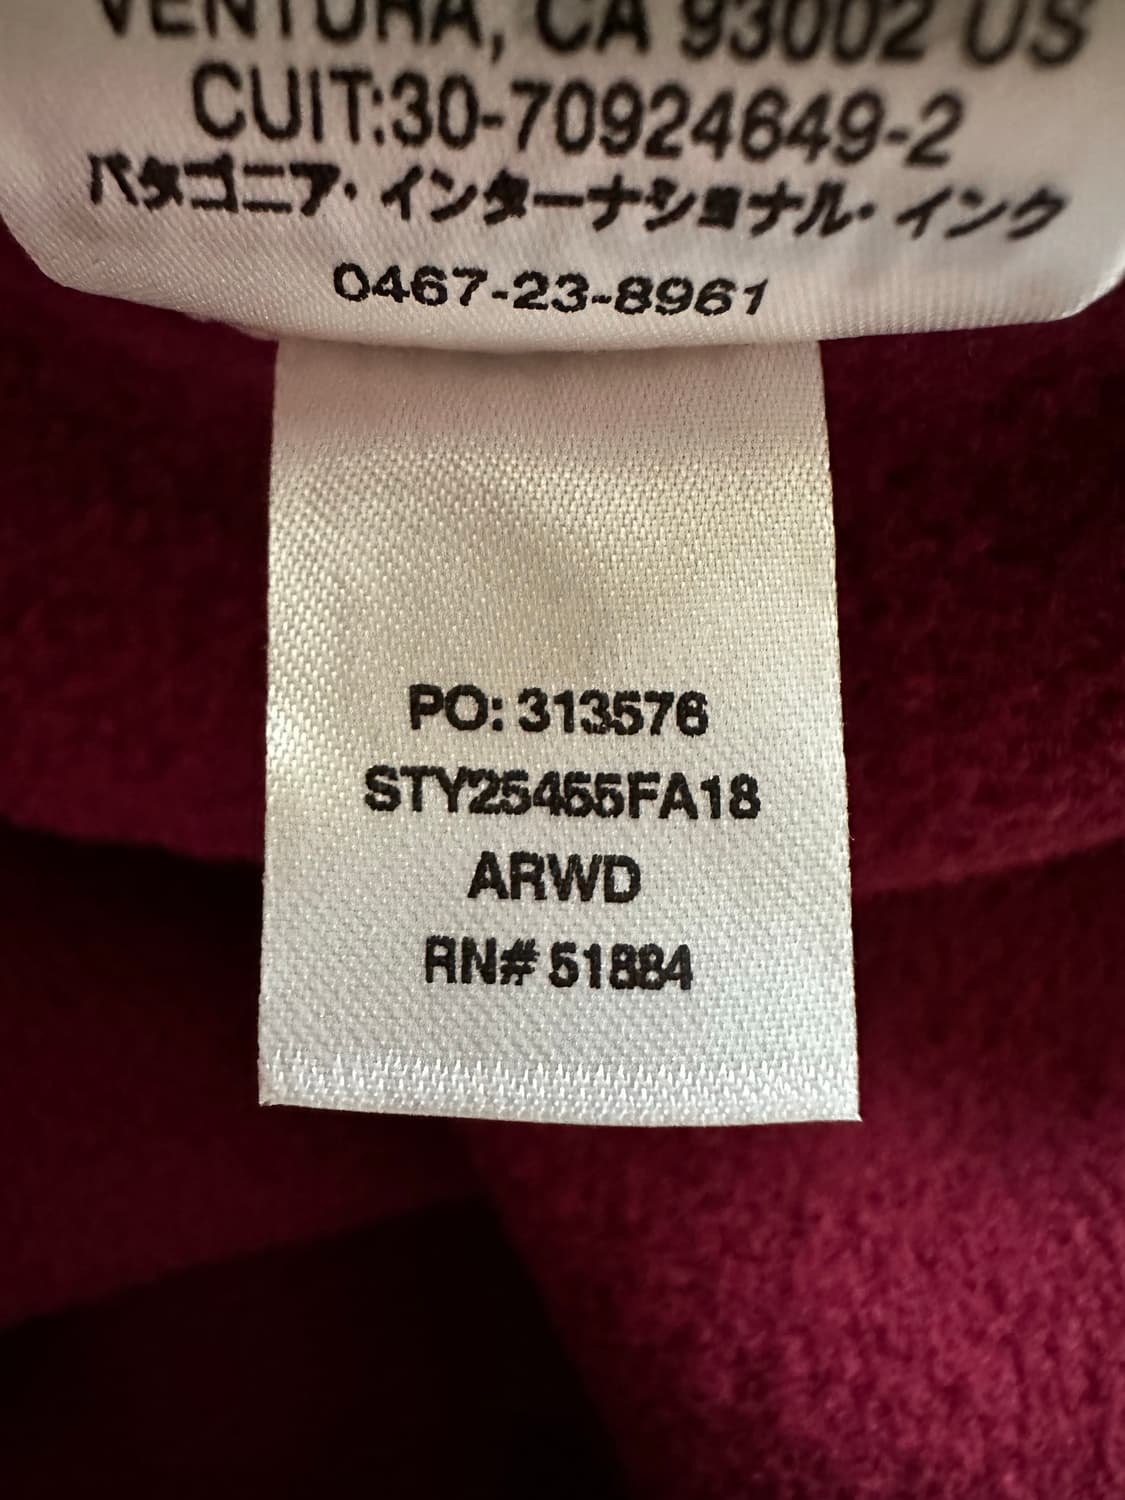 VENTURA, CA 93002 US
CUIT:30-70924649-2
パタゴニア・インターナショナル・インク
0467-23-8961
PO: 313576
STY25455FA18
ARWD
RN# 51884